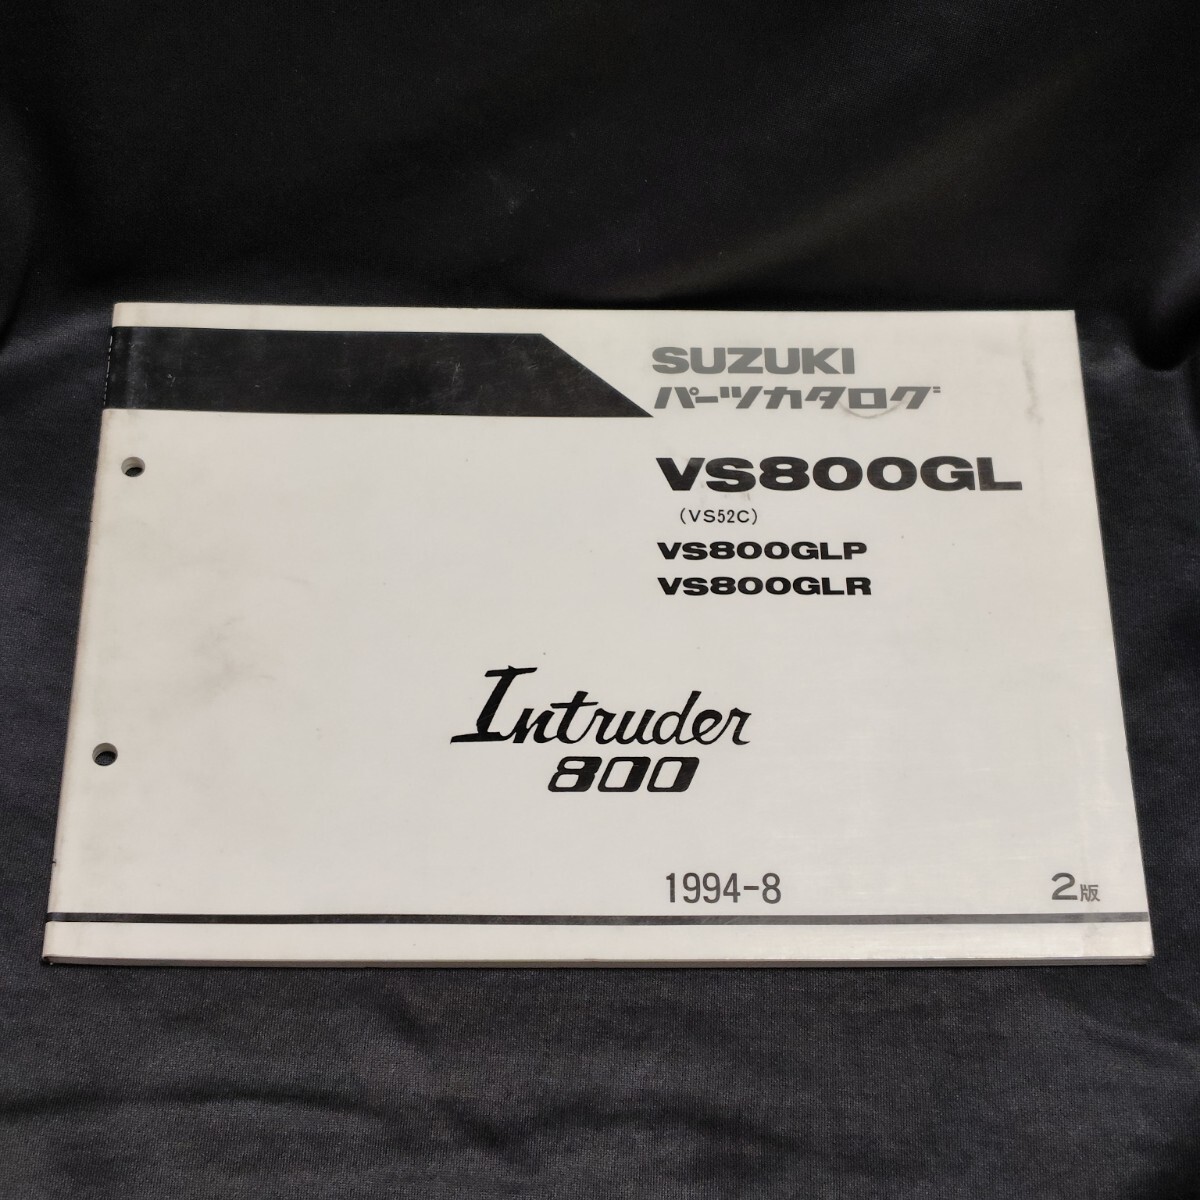 SUZUKI
パーツカタログ
VS800GL
(VS52C)
VS800GLP
VS800GLR
Intruder
800
1994-8
2版